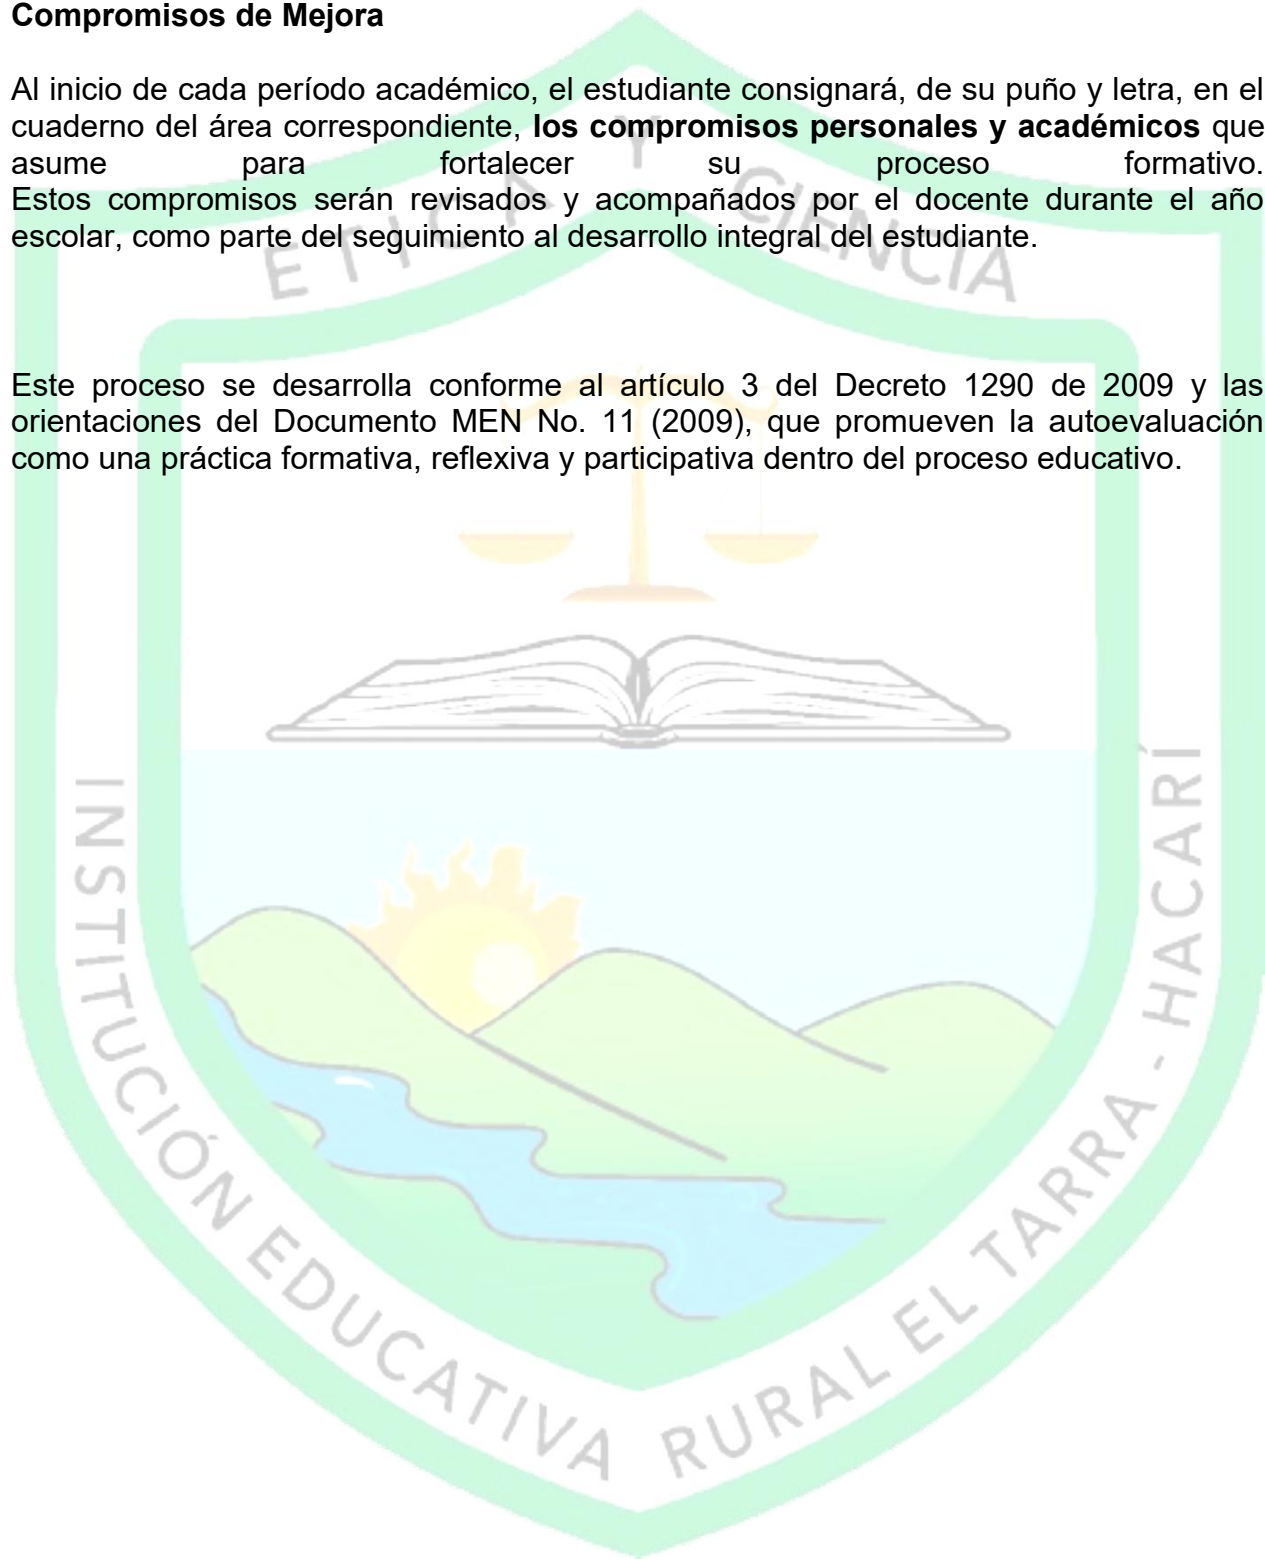 Compromisos de Mejora
Al inicio de cada período académico, el estudiante consignará, de su puño y letra, en el
cuaderno del área correspondiente, los compromisos personales y académicos que
asume para fortalecer su proceso formativo.
Estos compromisos serán revisados y acompañados por el docente durante el año
escolar, como parte del seguimiento al desarrollo integral del estudiante.
Este proceso se desarrolla conforme al artículo 3 del Decreto 1290 de 2009 y las
orientaciones del Documento MEN No. 11 (2009), que promueven la autoevaluación
como una práctica formativa, reflexiva y participativa dentro del proceso educativo.
ETICA Y CIENCIA
INSTITUCIÓN EDUCATIVA RURAL EL TARRA - HACARÍ